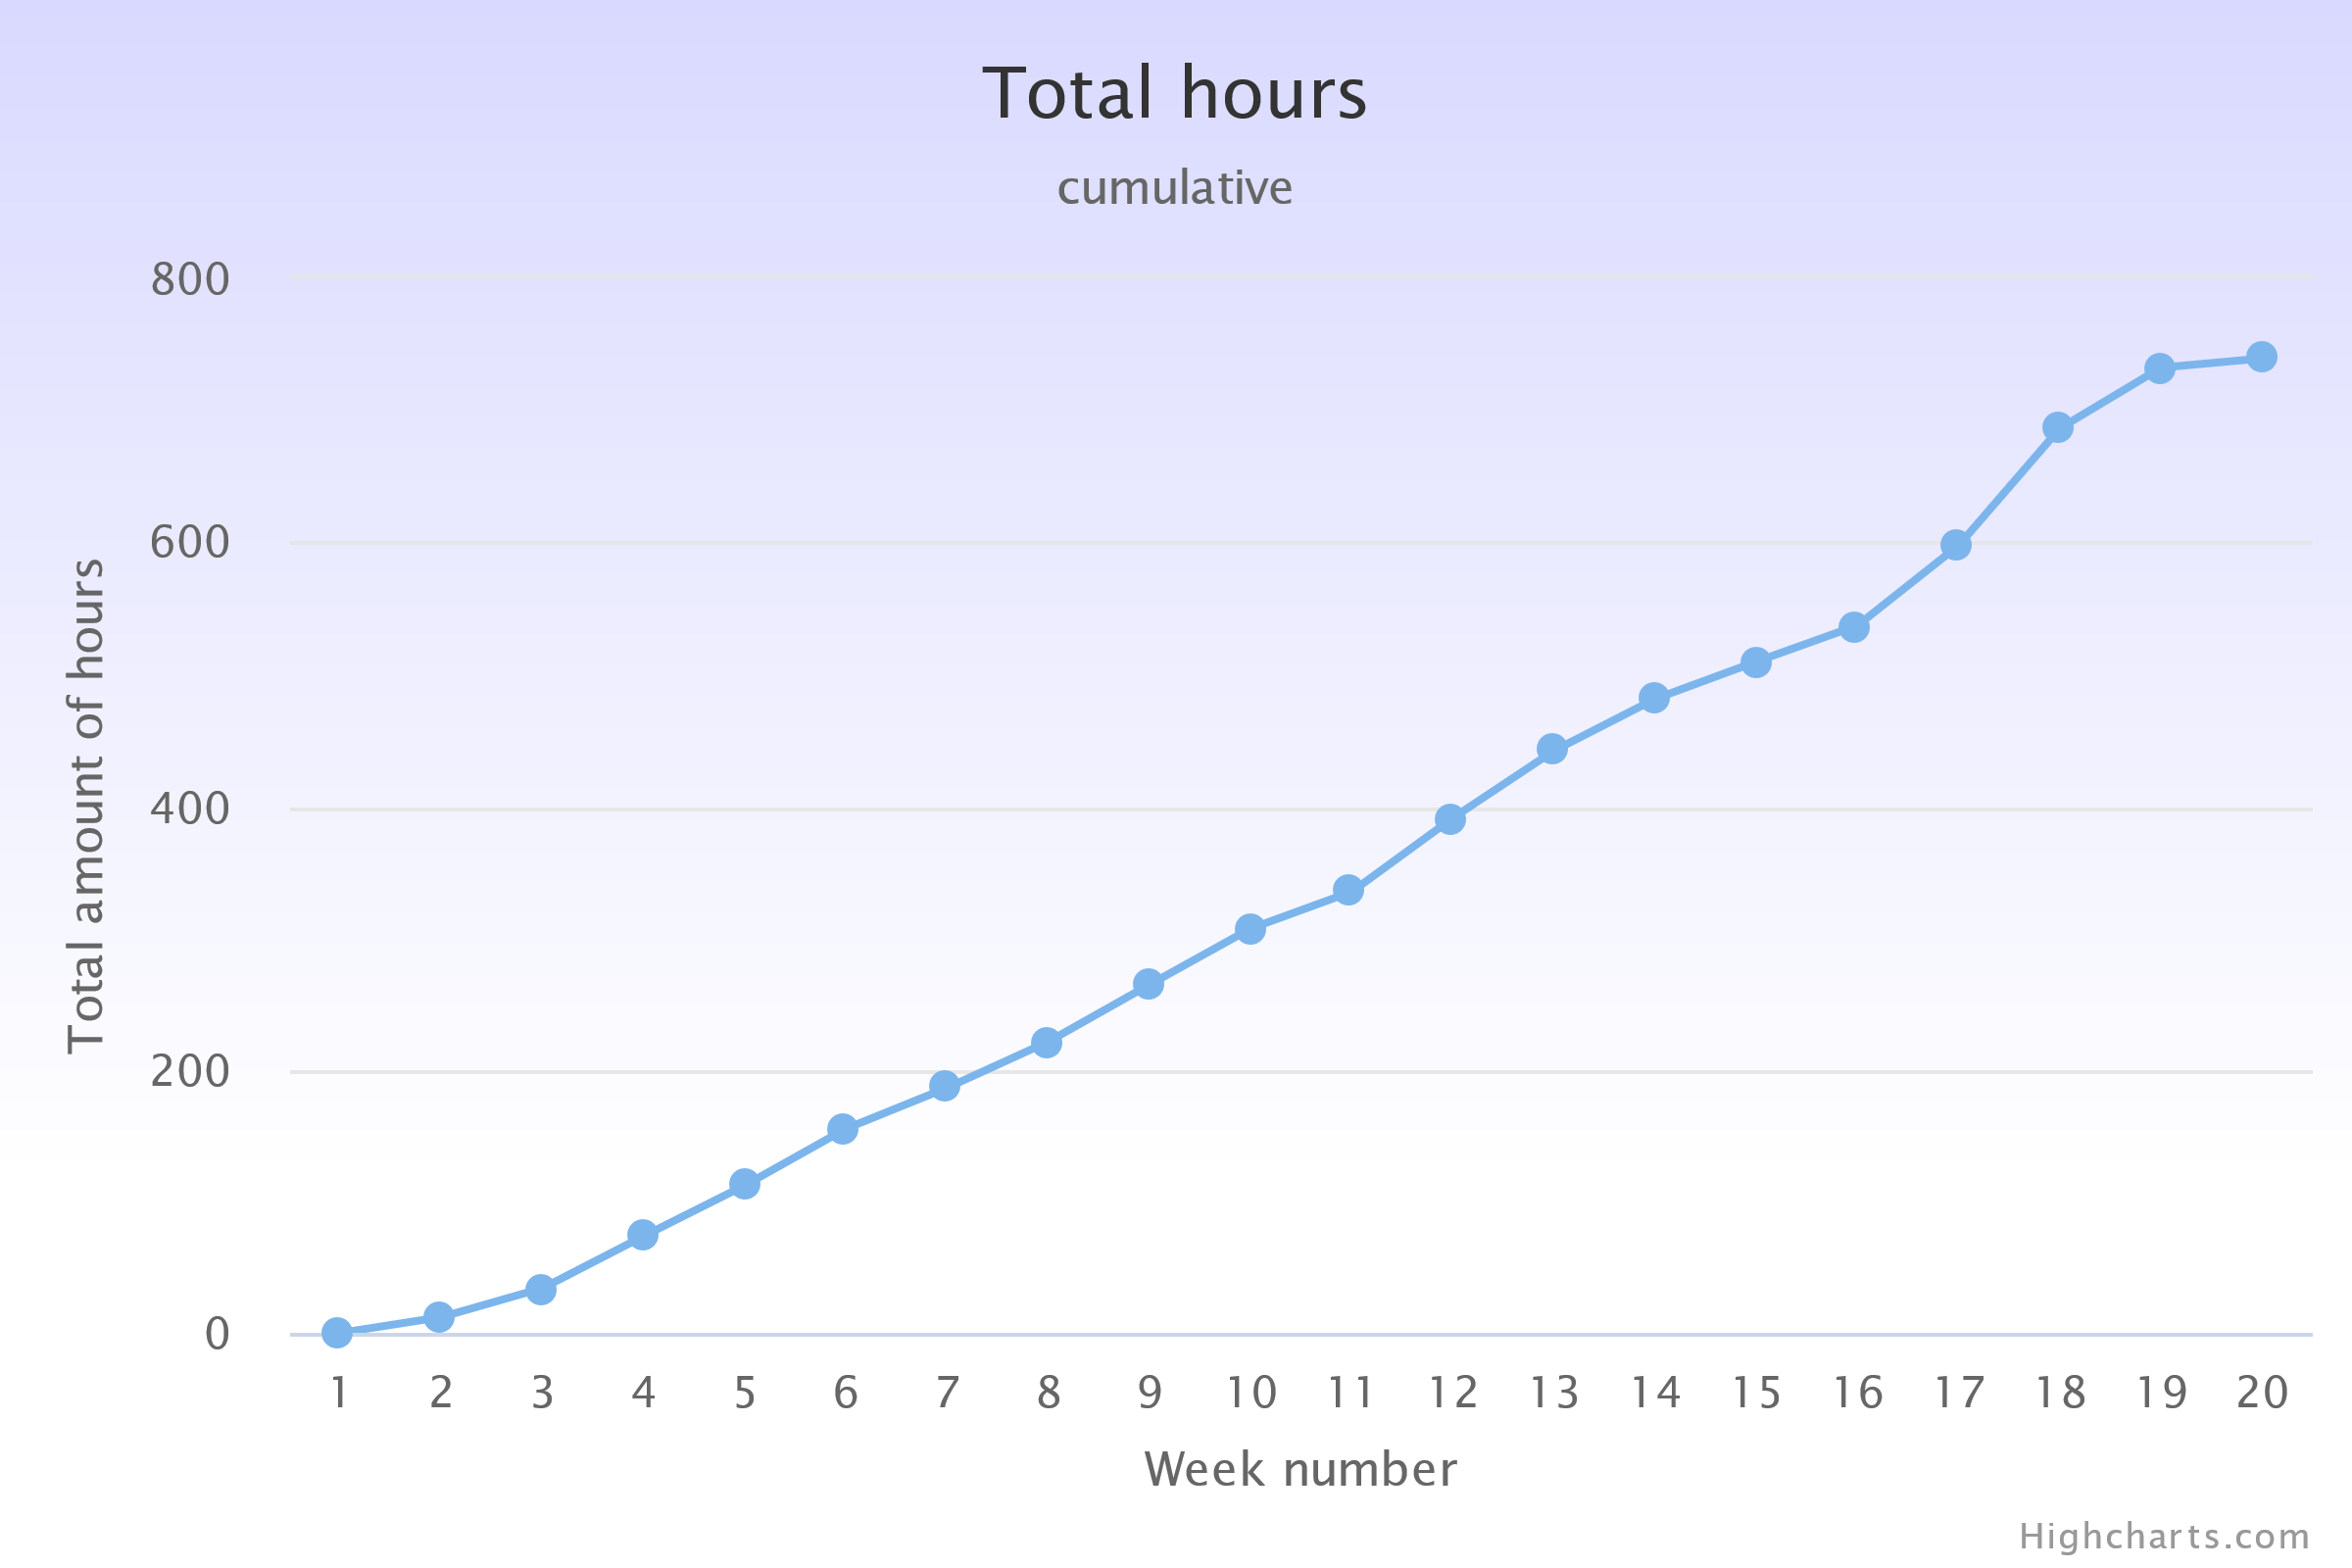 Total hours
cumulative
Total amount of hours
800
600
400
200
0
1 2 3 4 5 6 7 8 9 10 11 12 13 14 15 16 17 18 19 20
Week number
Highcharts.com